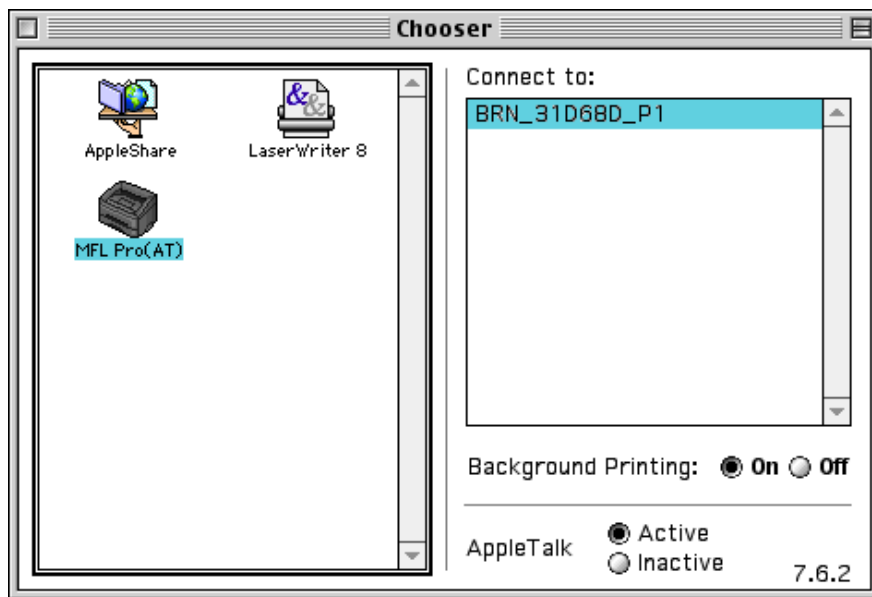 Chooser
AppleShare
LaserWriter 8
MFL Pro(AT)
Connect to:
BRN_31D68D_P1
Background Printing: On Off
AppleTalk
Active
Inactive
7.6.2